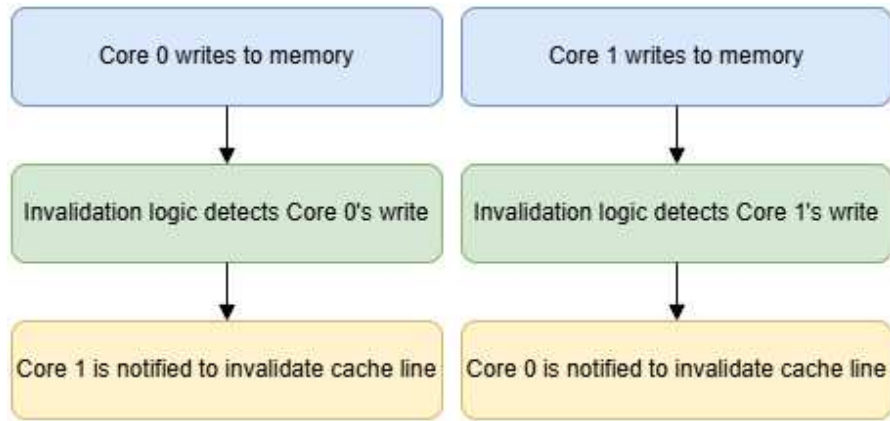 Core 0 writes to memory
Core 1 writes to memory
Invalidation logic detects Core 0's write
Invalidation logic detects Core 1's write
Core 1 is notified to invalidate cache line
Core 0 is notified to invalidate cache line